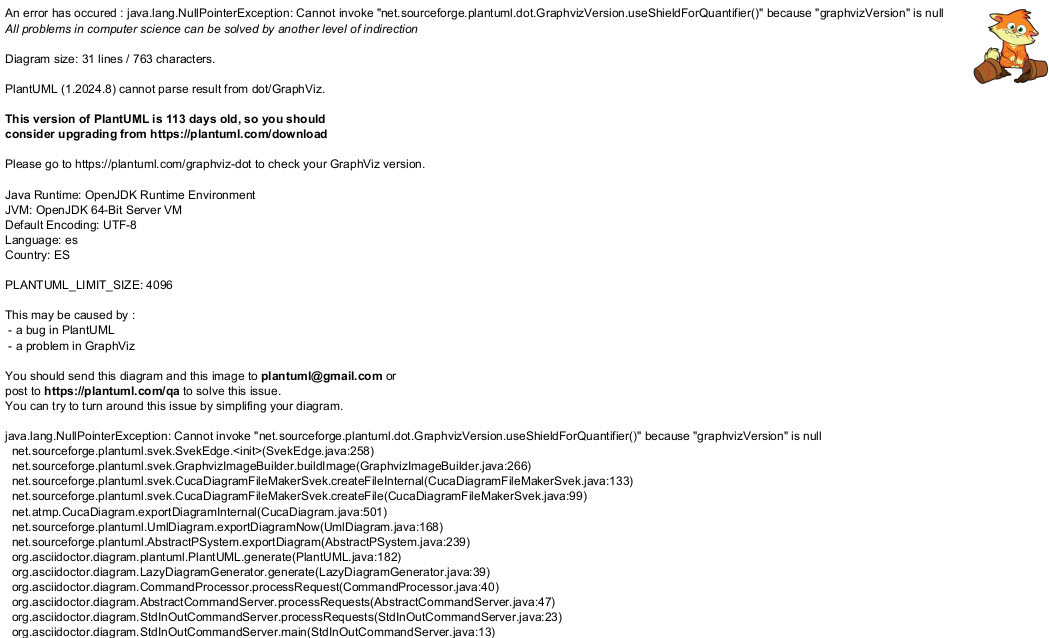 An error has occured : java.lang.NullPointerException: Cannot invoke "net.sourceforge.plantuml.dot.GraphvizVersion.useShieldForQuantifier()" because "graphvizVersion" is null
All problems in computer science can be solved by another level of indirection
Diagram size: 31 lines / 763 characters.
PlantUML (1.2024.8) cannot parse result from dot/GraphViz.
This version of PlantUML is 113 days old, so you should
consider upgrading from https://plantuml.com/download
Please go to https://plantuml.com/graphviz-dot to check your GraphViz version.
Java Runtime: OpenJDK Runtime Environment
JVM: OpenJDK 64-Bit Server VM
Default Encoding: UTF-8
Language: es
Country: ES
PLANTUML_LIMIT_SIZE: 4096
This may be caused by :
- a bug in PlantUML
- a problem in GraphViz
You should send this diagram and this image to plantuml@gmail.com or
post to https://plantuml.com/qa to solve this issue.
You can try to turn around this issue by simplifing your diagram.
java.lang.NullPointerException: Cannot invoke "net.sourceforge.plantuml.dot.GraphvizVersion.useShieldForQuantifier()" because "graphvizVersion" is null
net.sourceforge.plantuml.svek.SvekEdge.<init>(SvekEdge.java:258)
net.sourceforge.plantuml.svek.GraphvizImageBuilder.buildImage(GraphvizImageBuilder.java:266)
net.sourceforge.plantuml.svek.CucaDiagramFileMakerSvek.createFileInternal(CucaDiagramFileMakerSvek.java:133)
net.sourceforge.plantuml.svek.CucaDiagramFileMakerSvek.createFile(CucaDiagramFileMakerSvek.java:99)
net.atmp.CucaDiagram.exportDiagramInternal(CucaDiagram.java:501)
net.sourceforge.plantuml.UmlDiagram.exportDiagramNow(UmlDiagram.java:168)
net.sourceforge.plantuml.AbstractPSystem.exportDiagram(AbstractPSystem.java:239)
org.asciidoctor.diagram.plantuml.PlantUML.generate(PlantUML.java:182)
org.asciidoctor.diagram.LazyDiagramGenerator.generate(LazyDiagramGenerator.java:39)
org.asciidoctor.diagram.CommandProcessor.processRequest(CommandProcessor.java:40)
org.asciidoctor.diagram.AbstractCommandServer.processRequests(AbstractCommandServer.java:47)
org.asciidoctor.diagram.StdInOutCommandServer.processRequests(StdInOutCommandServer.java:23)
org.asciidoctor.diagram.StdInOutCommandServer.main(StdInOutCommandServer.java:13)